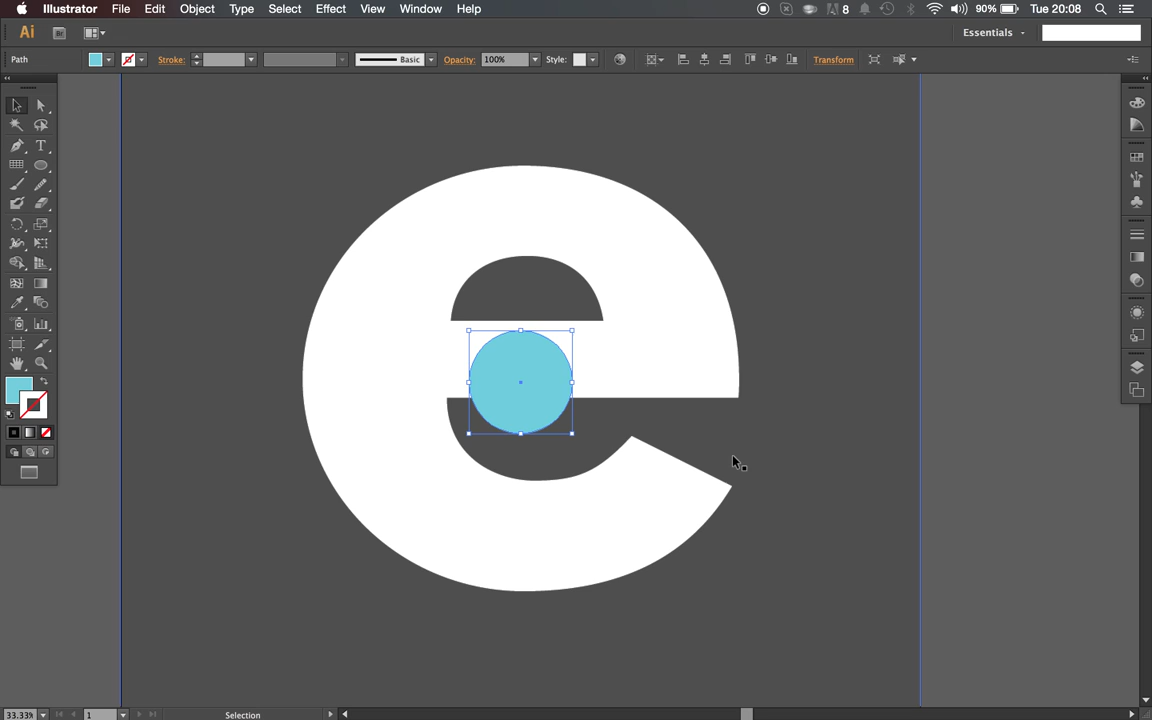 Illustrator File Edit Object Type Select Effect View Window Help 8 90% Tue 20:08
Ai Br Essentials
Path Stroke: Basic Opacity: 100% Style: Transform
T
e
33.33% 1 Selection